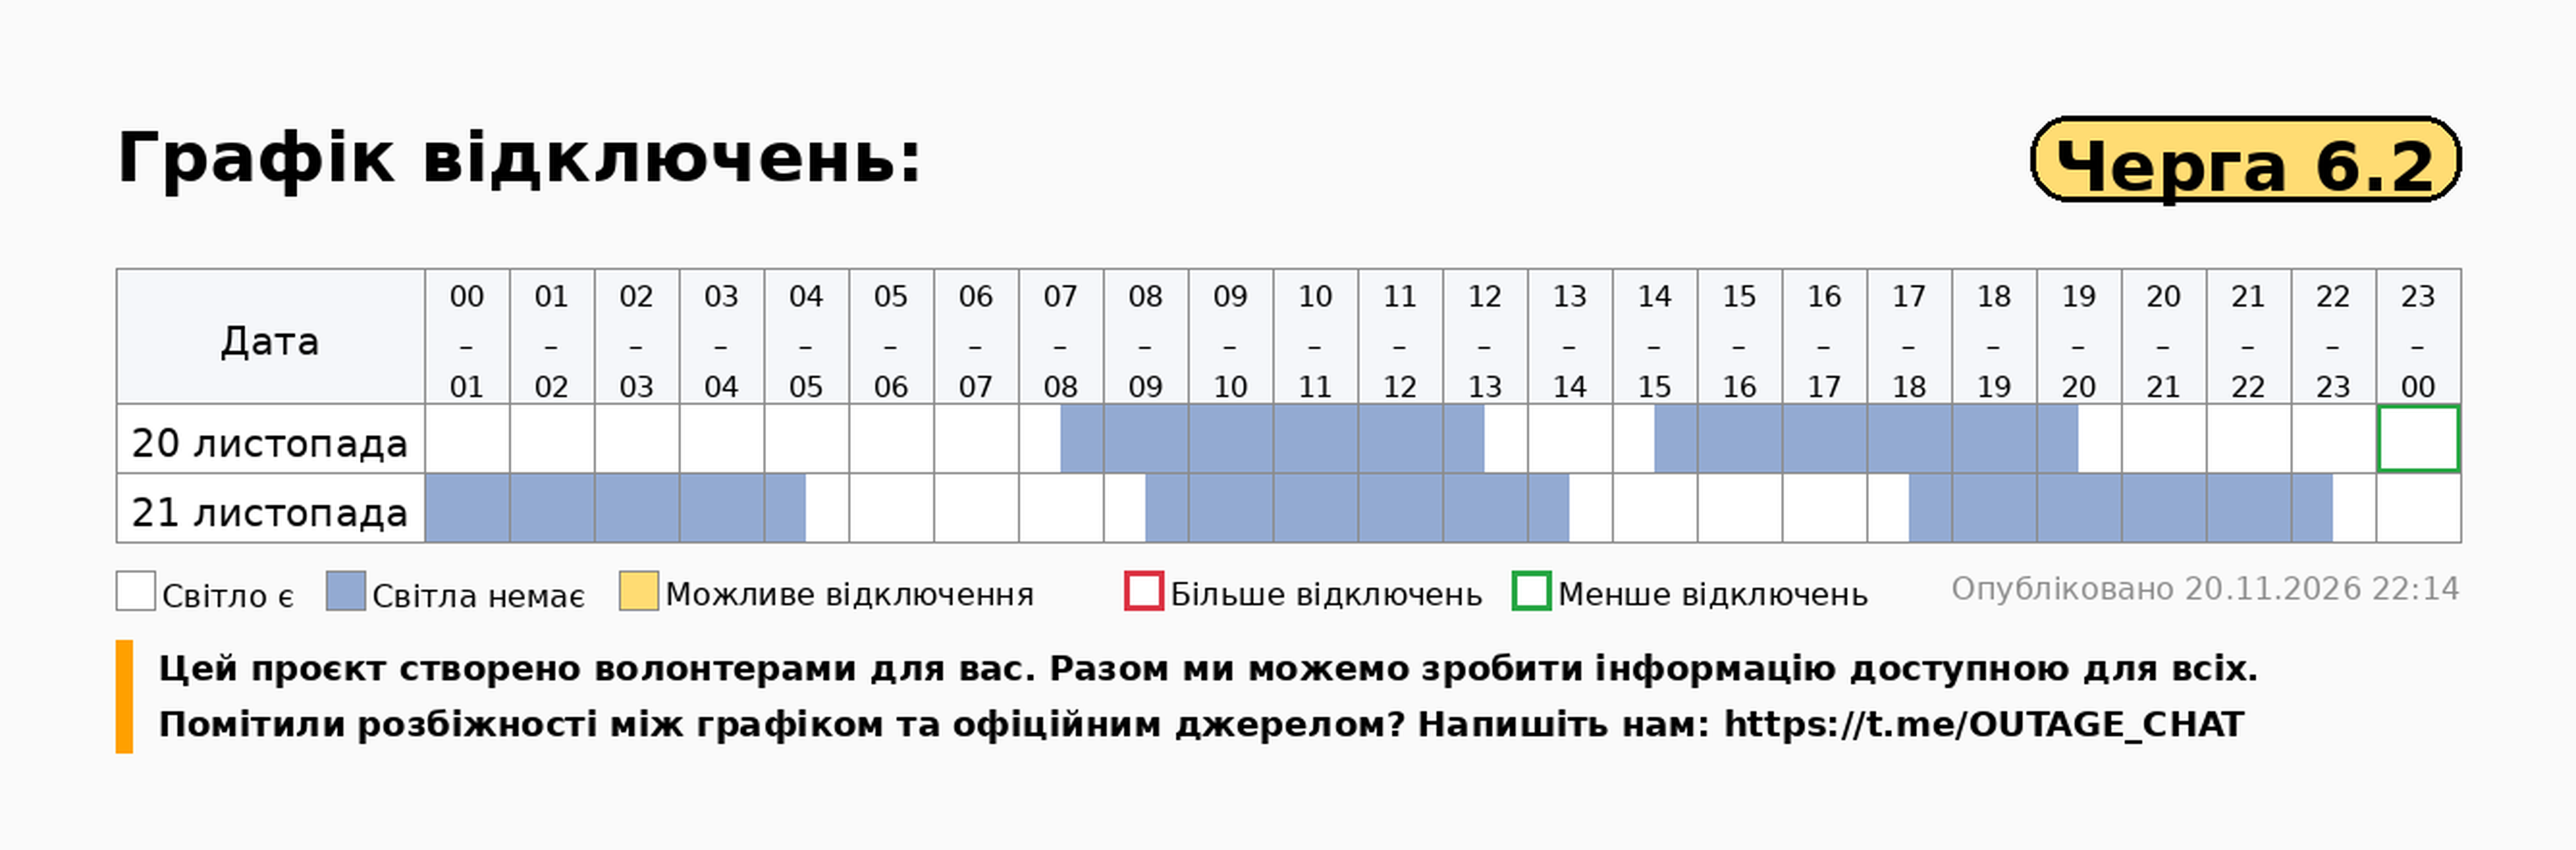 Графік відключень:
Черга 6.2
Дата
00 – 01
01 – 02
02 – 03
03 – 04
04 – 05
05 – 06
06 – 07
07 – 08
08 – 09
09 – 10
10 – 11
11 – 12
12 – 13
13 – 14
14 – 15
15 – 16
16 – 17
17 – 18
18 – 19
19 – 20
20 – 21
21 – 22
22 – 23
23 – 00
20 листопада
21 листопада
Світло є
Світла немає
Можливе відключення
Більше відключень
Менше відключень
Опубліковано 20.11.2026 22:14
Цей проєкт створено волонтерами для вас. Разом ми можемо зробити інформацію доступною для всіх.
Помітили розбіжності між графіком та офіційним джерелом? Напишіть нам: https://t.me/OUTAGE_CHAT